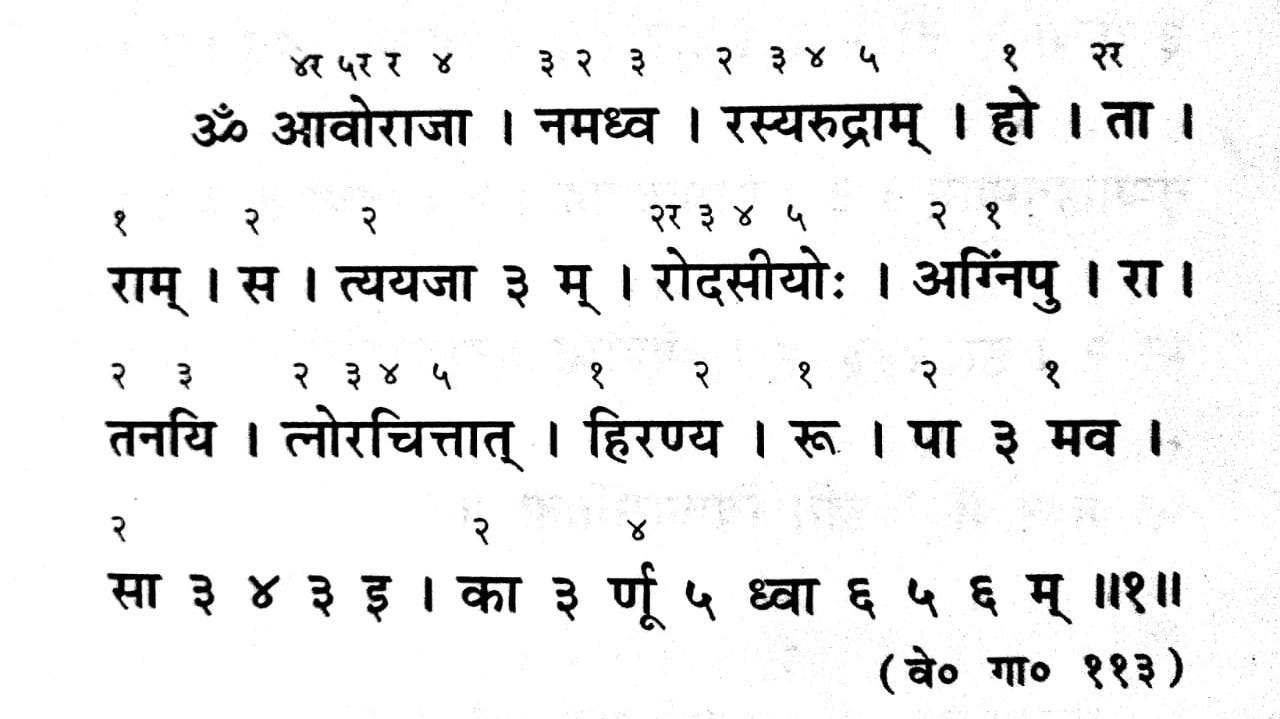 ४र ५र र ४ ३ २ ३ २ ३ ४ ५ १ २र
ॐ आवोराजा । नमध्व । रस्यरुद्राम् । हो । ता ।
१ २ २ २र ३ ४ ५ २ १
राम् । स । त्ययजा ३ म् । रोदसीयोः । अग्निंपु । रा ।
२ ३ २ ३ ४ ५ १ २ १ २ १
तनयि । त्नोरचित्तात् । हिरण्य । रू । पा ३ मव ।
२ २ ४
सा ३ ४ ३ इ । का ३ र्णू ५ ध्वा ६ ५ ६ म् ॥१॥
(वे० गा० ११३)